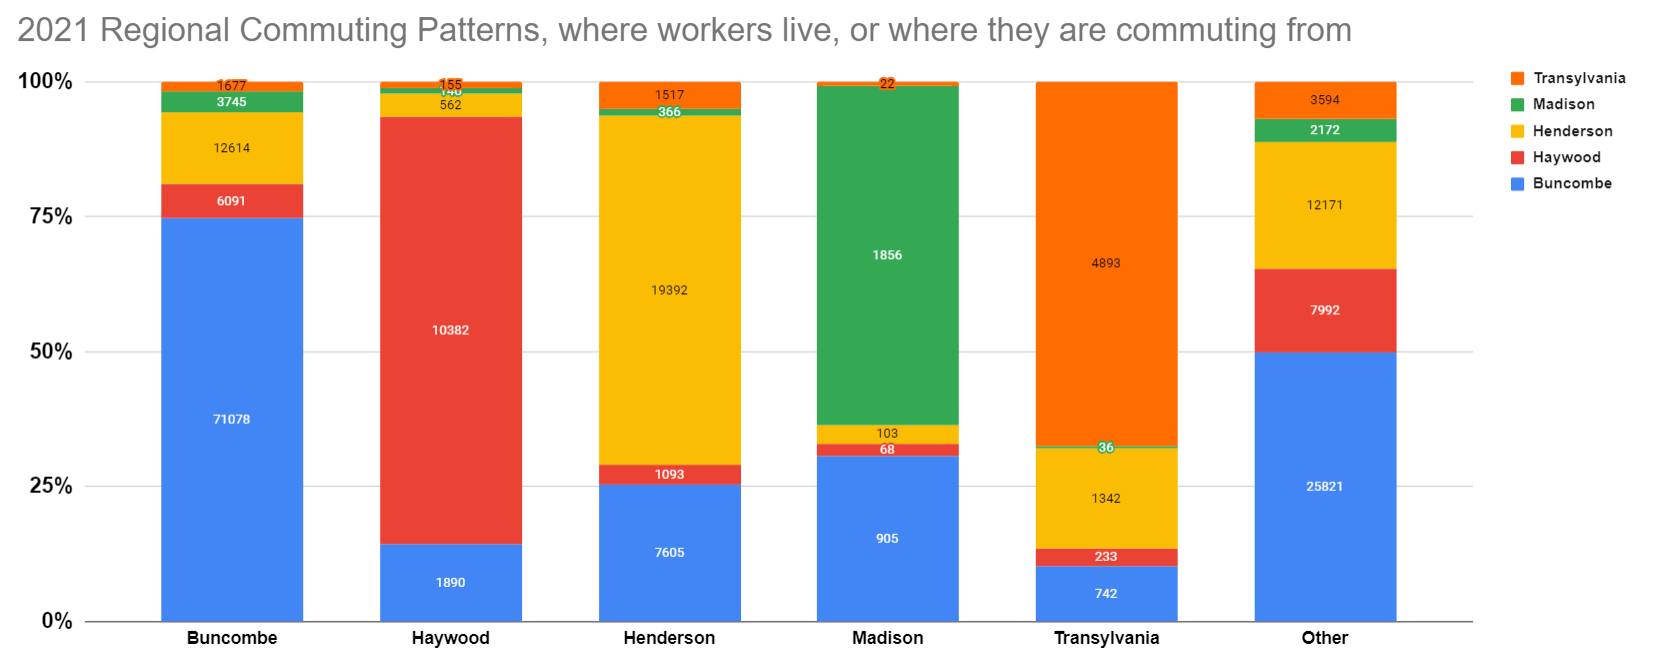 2021 Regional Commuting Patterns, where workers live, or where they are commuting from
100%
75%
50%
25%
0%
1677
3745
12614
6091
71078
155
562
10382
1890
1517
366
19392
1093
7605
22
1856
103
68
905
4893
36
1342
233
742
3594
2172
12171
7992
25821
Buncombe
Haywood
Henderson
Madison
Transylvania
Other
Transylvania
Madison
Henderson
Haywood
Buncombe